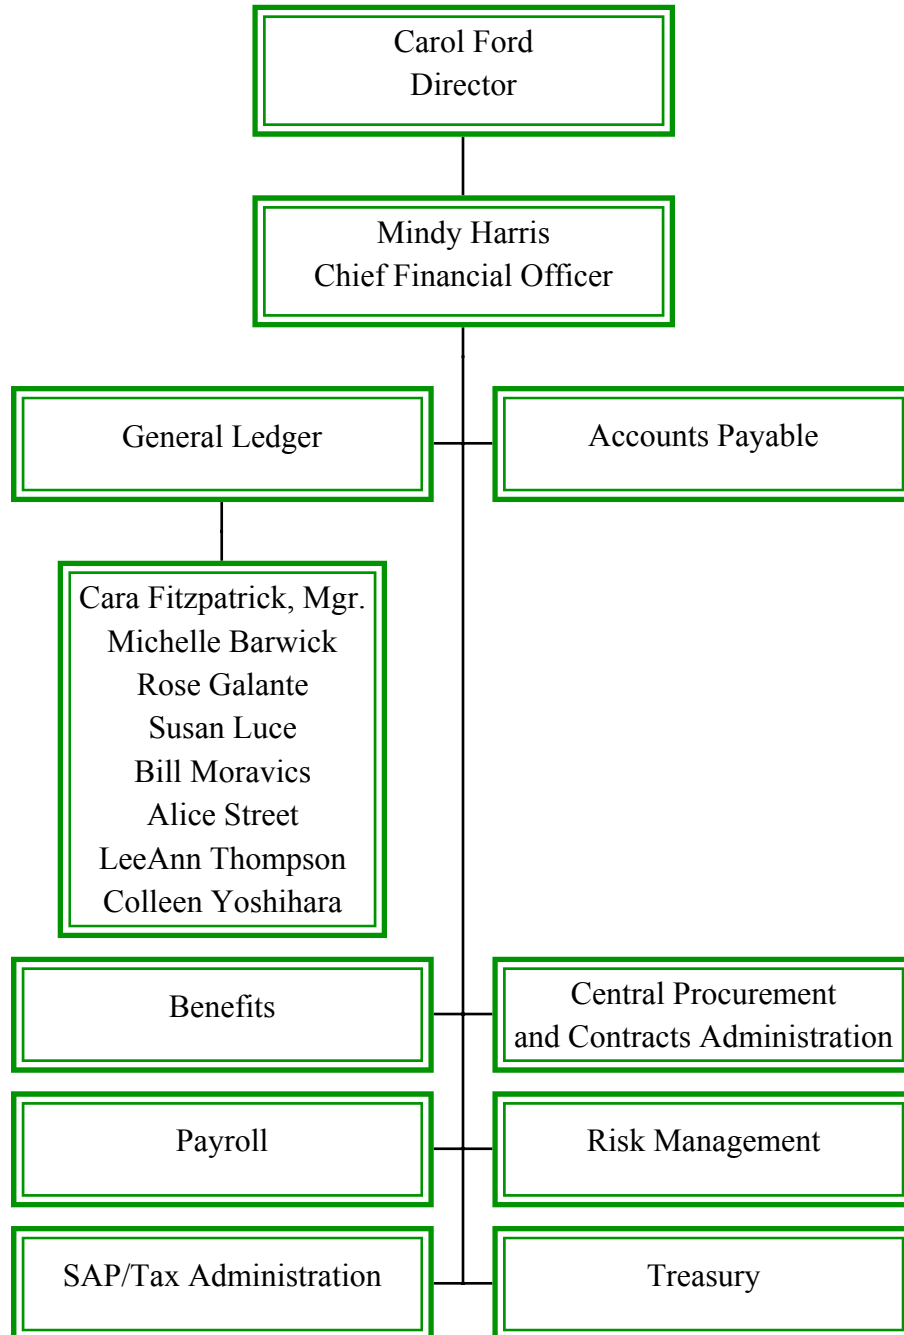 Carol Ford
Director
Mindy Harris
Chief Financial Officer
General Ledger
Accounts Payable
Cara Fitzpatrick, Mgr.
Michelle Barwick
Rose Galante
Susan Luce
Bill Moravics
Alice Street
LeeAnn Thompson
Colleen Yoshihara
Benefits
Central Procurement
and Contracts Administration
Payroll
Risk Management
SAP/Tax Administration
Treasury